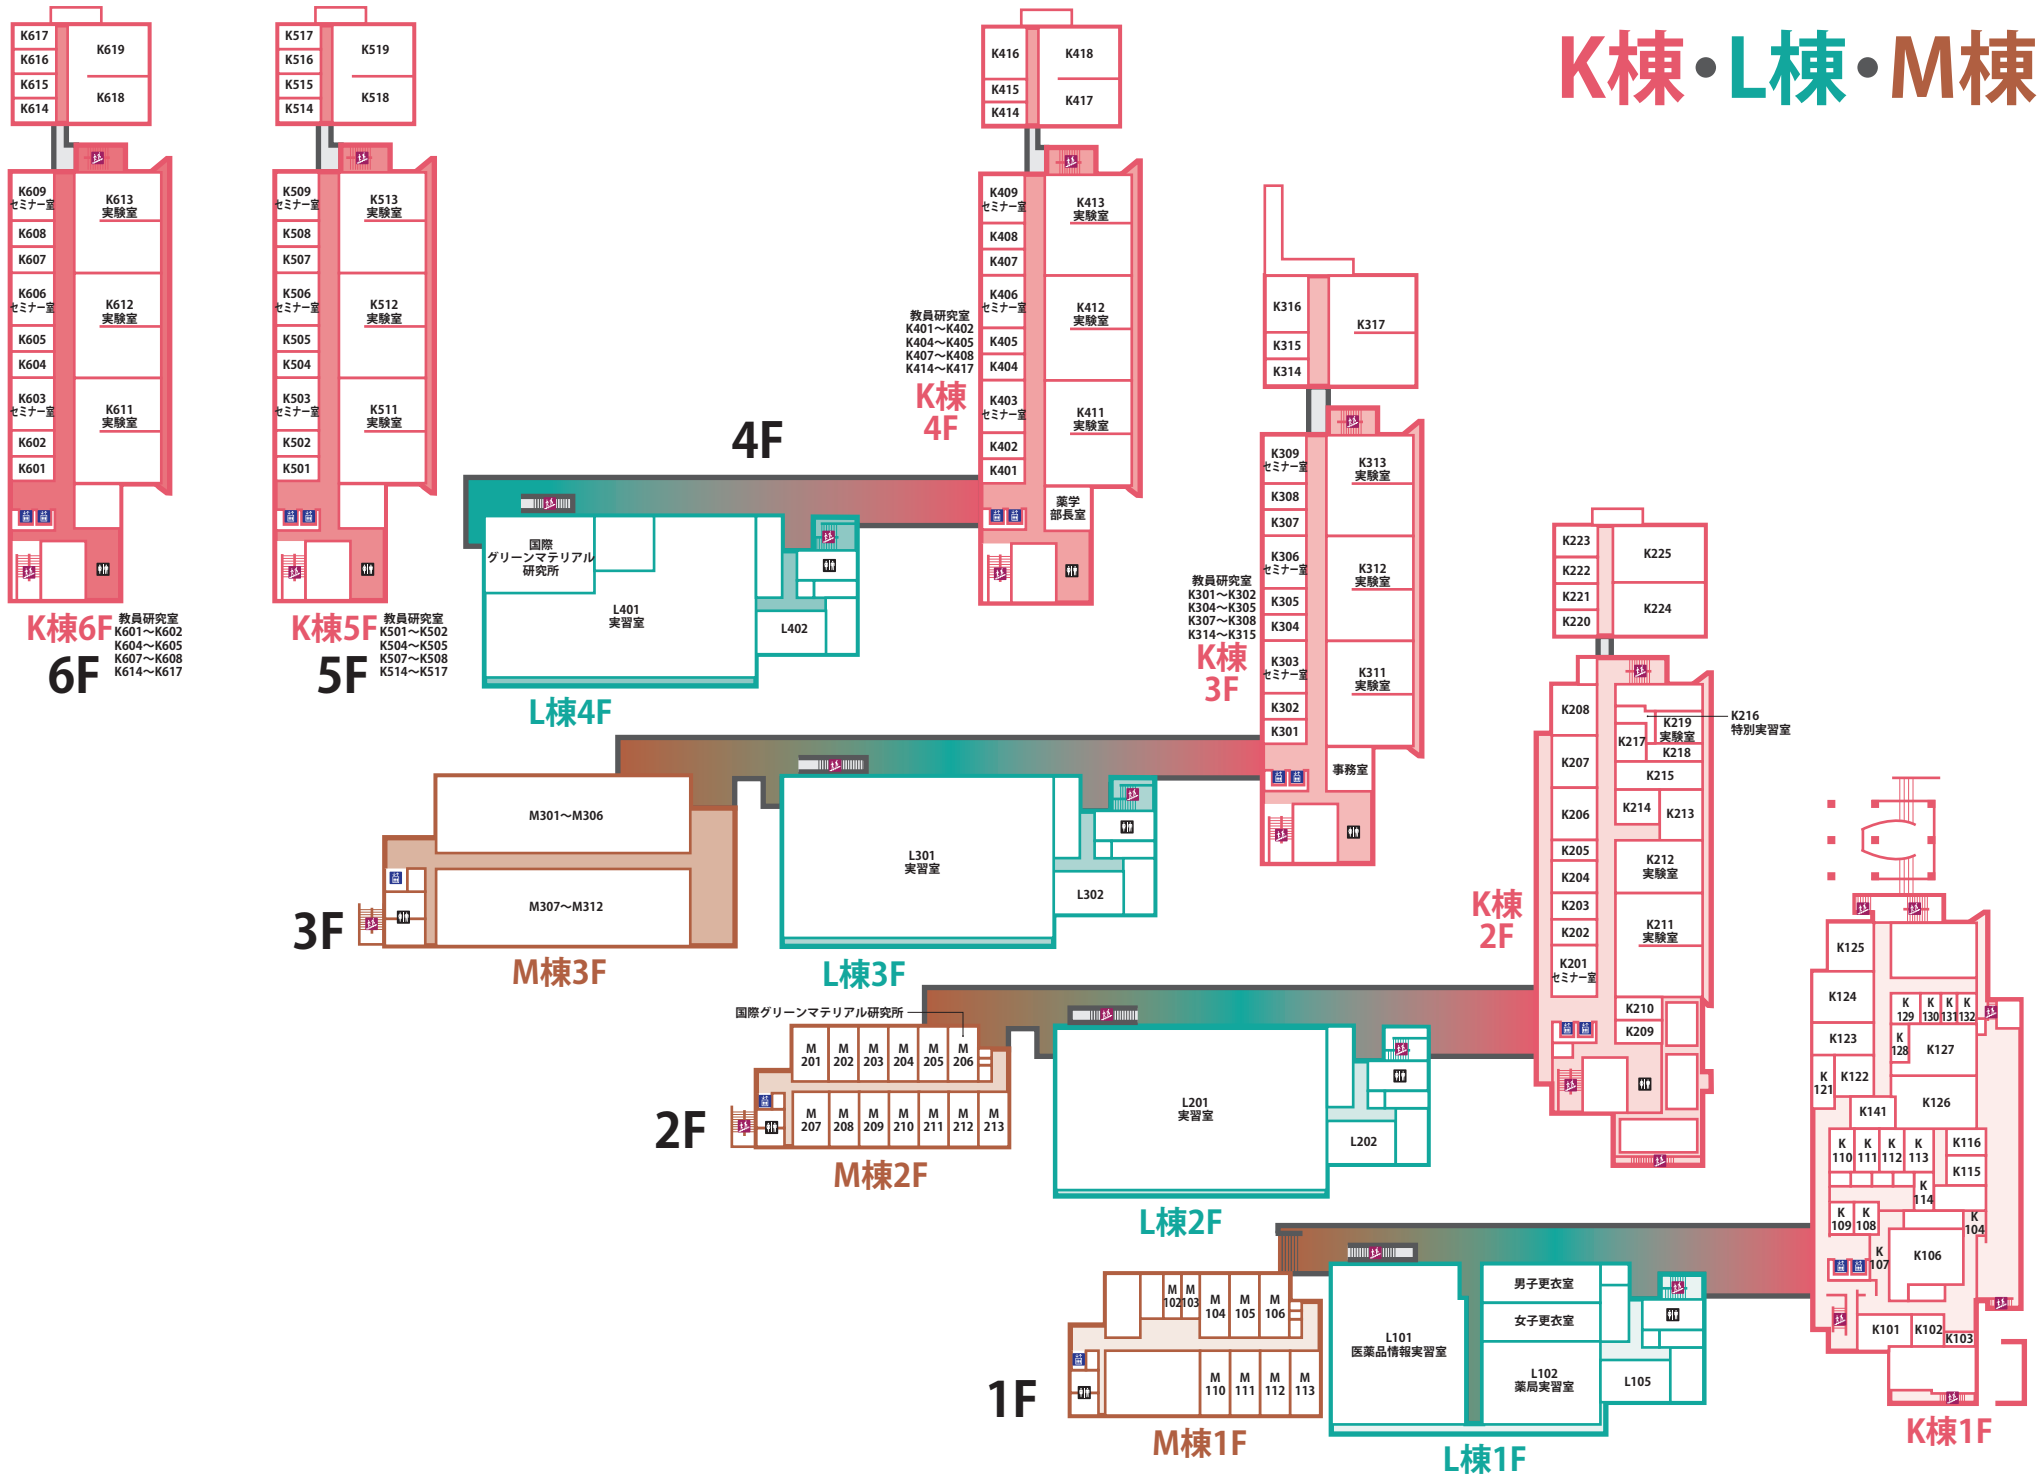 K棟・L棟・M棟
K617
K616
K615
K614
K619
K618
K609
セミナー室
K608
K607
K606
セミナー室
K605
K604
K603
セミナー室
K602
K601
K613
実験室
K612
実験室
K611
実験室
K棟6F
6F
教員研究室
K601〜K602
K604〜K605
K607〜K608
K614〜K617
K517
K516
K515
K514
K519
K518
K509
セミナー室
K508
K507
K506
セミナー室
K505
K504
K503
セミナー室
K502
K501
K513
実験室
K512
実験室
K511
実験室
K棟5F
5F
教員研究室
K501〜K502
K504〜K505
K507〜K508
K514〜K517
4F
K416
K415
K414
K418
K417
K409
セミナー室
K408
K407
K406
セミナー室
K405
K404
K403
セミナー室
K402
K401
K413
実験室
K412
実験室
K411
実験室
薬学
部長室
教員研究室
K401〜K402
K404〜K405
K407〜K408
K414〜K417
K棟
4F
国際
グリーンマテリアル
研究所
L401
実習室
L402
L棟4F
K316
K315
K314
K317
K309
セミナー室
K308
K307
K306
セミナー室
K305
K304
K303
セミナー室
K302
K301
K313
実験室
K312
実験室
K311
実験室
事務室
教員研究室
K301〜K302
K304〜K305
K307〜K308
K314〜K315
K棟
3F
L301
実習室
L302
L棟3F
M301〜M306
M307〜M312
3F
M棟3F
K223
K222
K221
K220
K225
K224
K208
K207
K206
K205
K204
K203
K202
K201
セミナー室
K216
特別実習室
K219
実験室
K217
K218
K215
K214
K213
K212
実験室
K211
実験室
K210
K209
K棟
2F
L201
実習室
L202
L棟2F
国際グリーンマテリアル研究所
M
201
M
202
M
203
M
204
M
205
M
206
M
207
M
208
M
209
M
210
M
211
M
212
M
213
2F
M棟2F
K125
K124
K123
K
121
K122
K141
K
129
K
130
K
131
K
132
K
128
K127
K126
K
110
K
111
K
112
K
113
K116
K115
K
114
K
109
K
108
K
104
K
107
K106
K101
K102
K103
K棟1F
男子更衣室
女子更衣室
L101
医薬品情報実習室
L102
薬局実習室
L105
L棟1F
M
102
M
103
M
104
M
105
M
106
M
110
M
111
M
112
M
113
1F
M棟1F